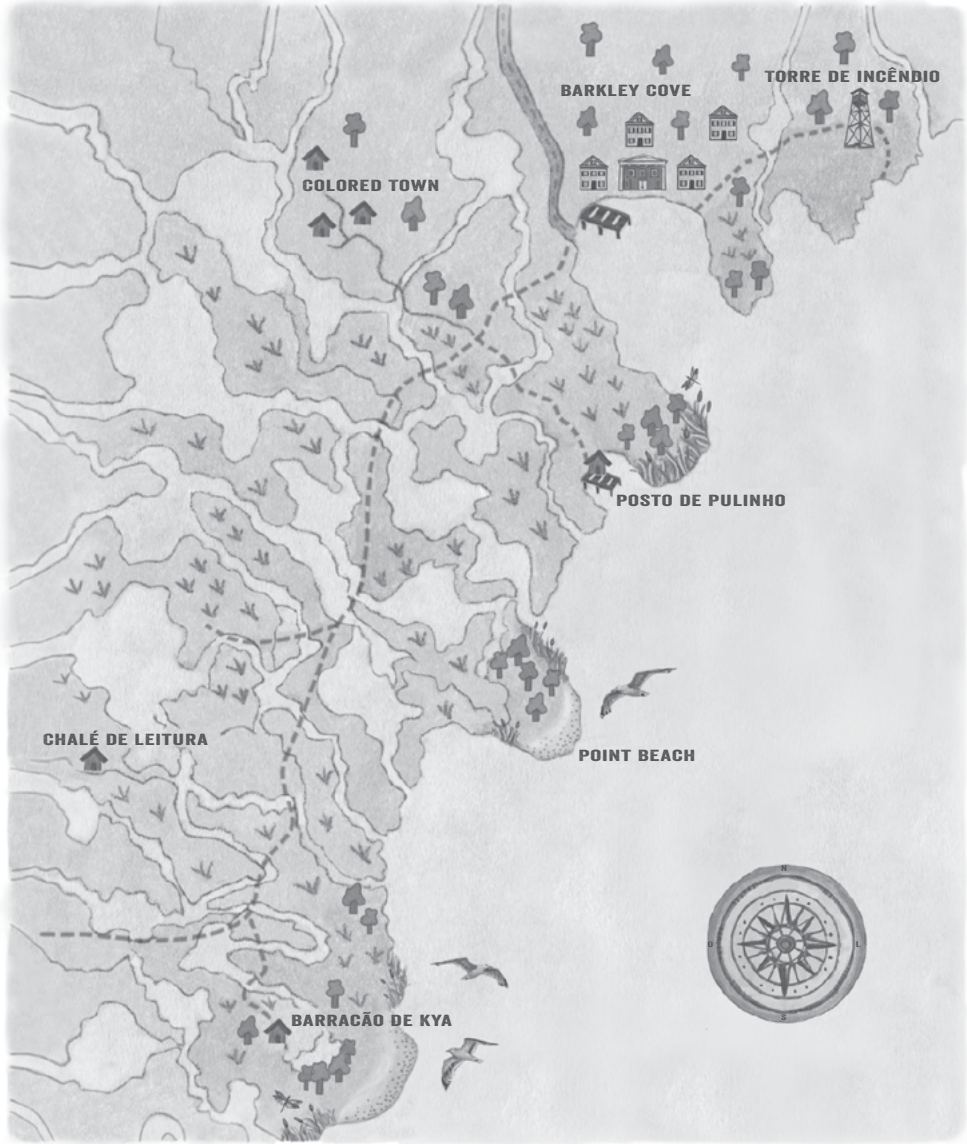 TORRE DE INCÊNDIO
BARKLEY COVE
COLORED TOWN
POSTO DE PULINHO
CHALÉ DE LEITURA
POINT BEACH
N
O L
S
BARRACÃO DE KYA